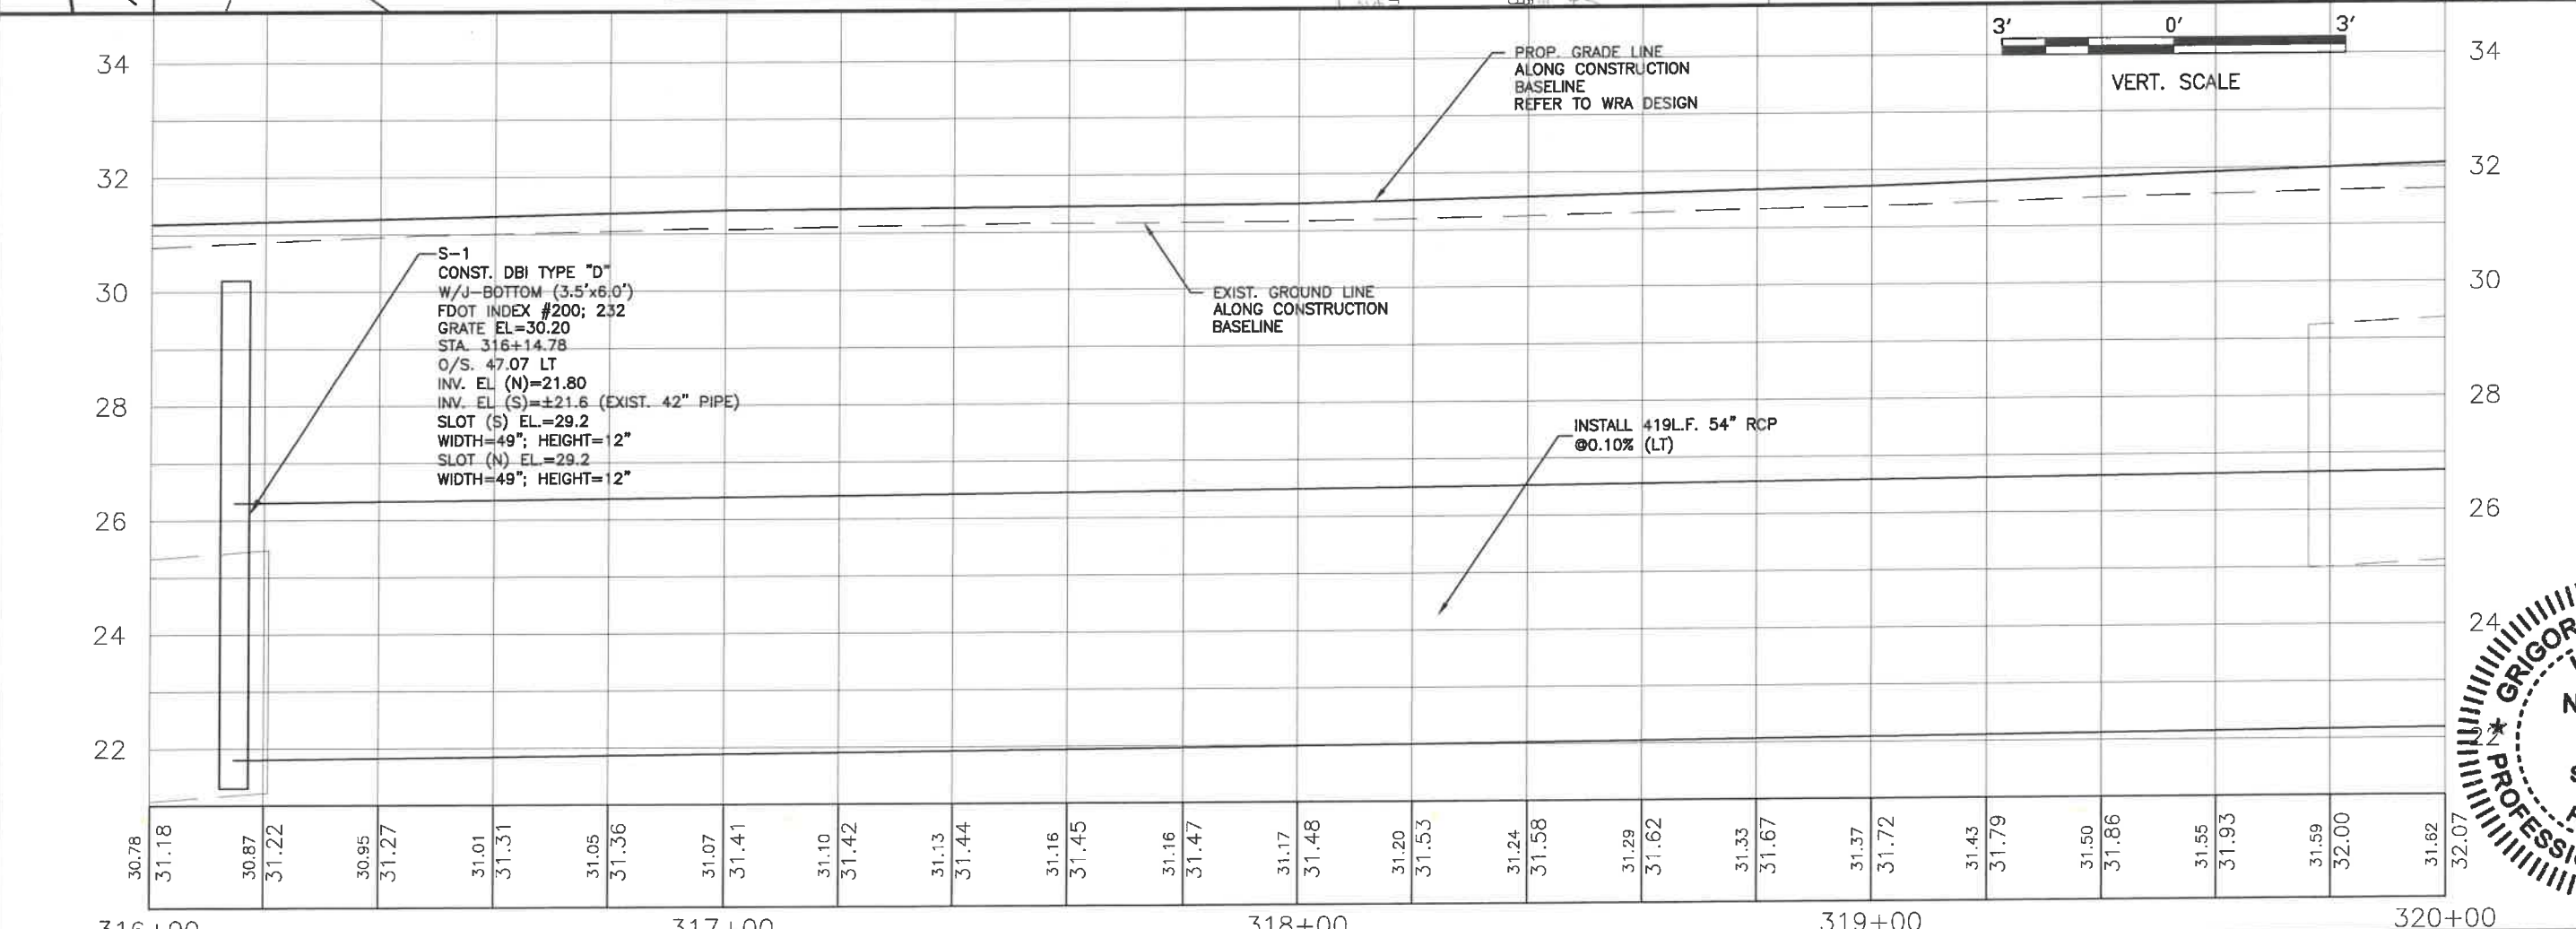 3' 0' 3'
VERT. SCALE
34
32
30
28
26
24
22
34
32
30
28
26
24
22
PROP. GRADE LINE
ALONG CONSTRUCTION
BASELINE
REFER TO WRA DESIGN
S-1
CONST. DBI TYPE "D"
W/J-BOTTOM (3.5'x6.0')
FDOT INDEX #200; 232
GRATE EL=30.20
STA. 316+14.78
O/S. 47.07 LT
INV. EL (N)=21.80
INV. EL (S)=±21.6 (EXIST. 42" PIPE)
SLOT (S) EL.=29.2
WIDTH=49"; HEIGHT=12"
SLOT (N) EL.=29.2
WIDTH=49"; HEIGHT=12"
EXIST. GROUND LINE
ALONG CONSTRUCTION
BASELINE
INSTALL 419L.F. 54" RCP
@0.10% (LT)
30.78
31.18
30.87
31.22
30.95
31.27
31.01
31.31
31.05
31.36
31.07
31.41
31.10
31.42
31.13
31.44
31.16
31.45
31.16
31.47
31.17
31.48
31.20
31.53
31.24
31.58
31.29
31.62
31.33
31.67
31.37
31.72
31.43
31.79
31.50
31.86
31.55
31.93
31.59
32.00
31.62
32.07
316+00 317+00 318+00 319+00 320+00
★ GRIGOR
★ PROFESSI